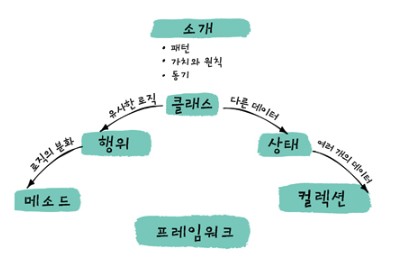 소개
• 패턴
• 가치와 원칙
• 동기
유사한 로직
클래스
다른 데이터
로직의 분화
행위
상태
여러 개의 데이터
메소드
컬렉션
프레임워크